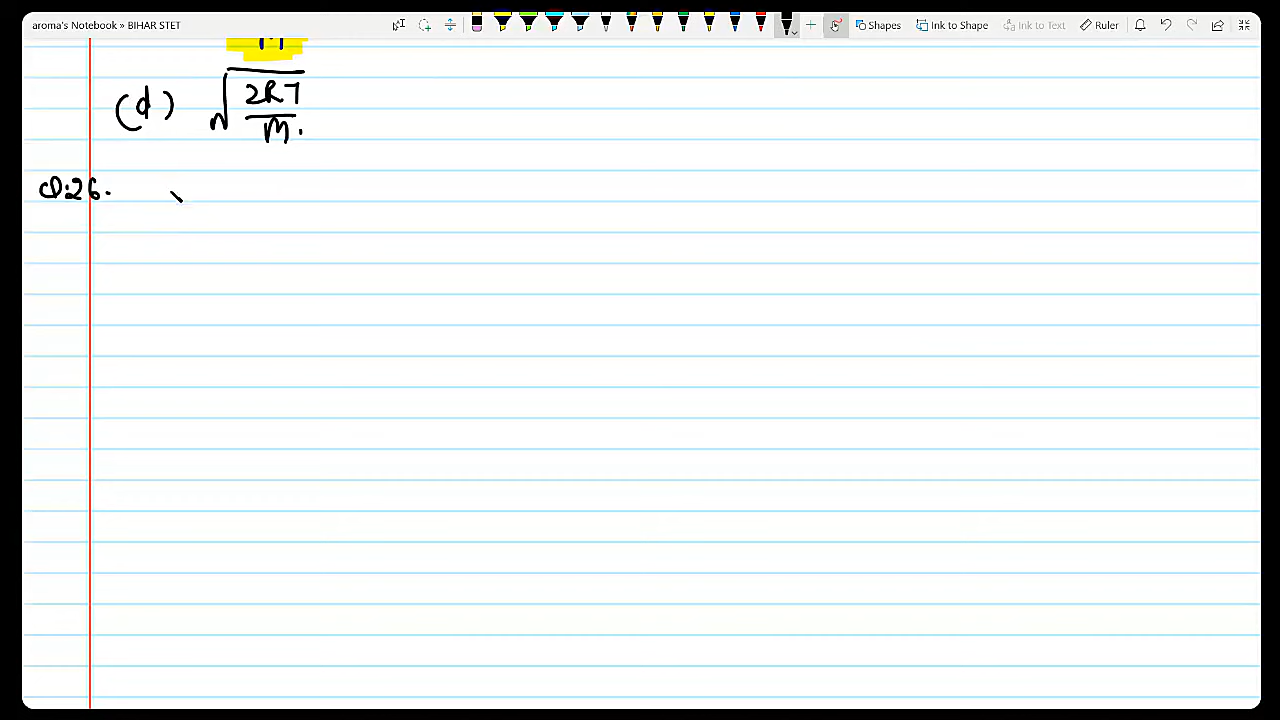 aroma's Notebook » BIHAR STET
Shapes Ink to Shape Ink to Text Ruler
M
(d) √2RT
M.
Q:26.